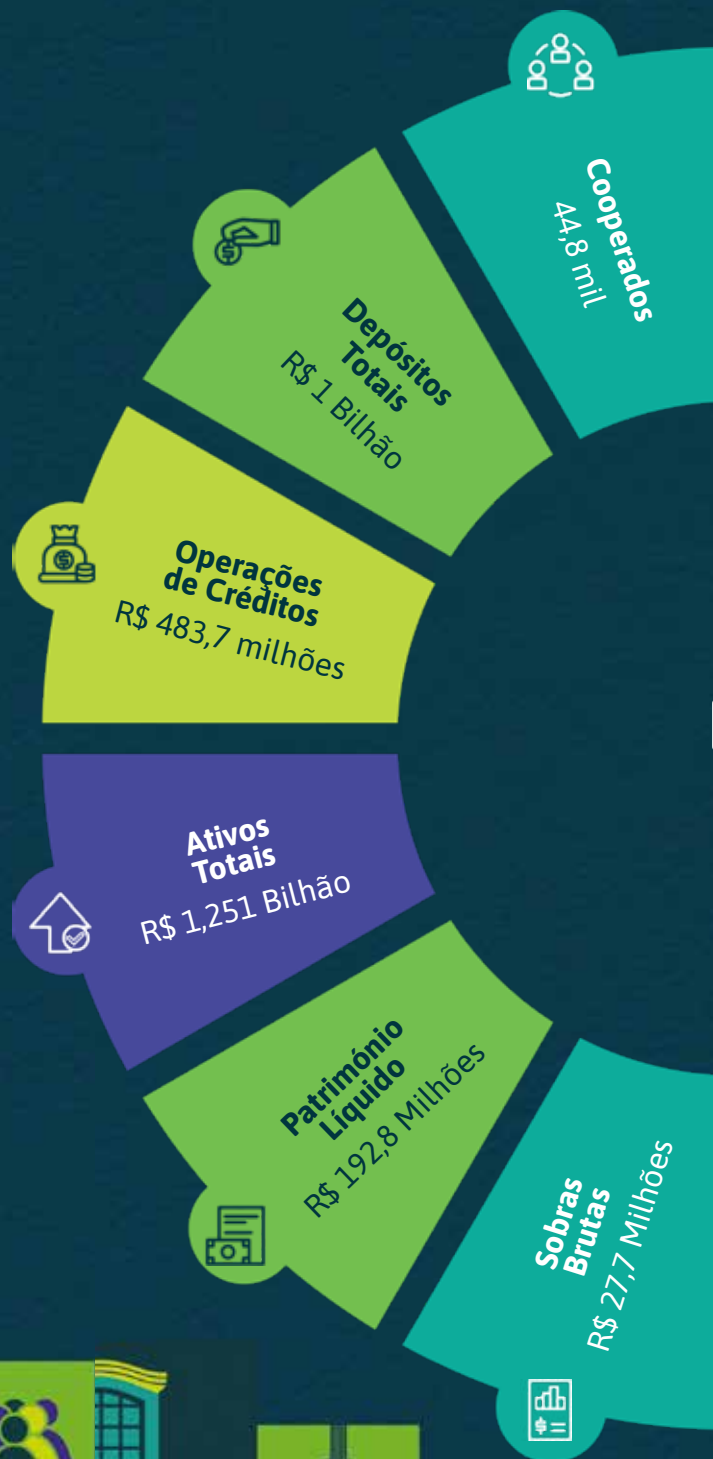 Cooperados
44,8 mil
Depósitos
Totais
R$ 1 Bilhão
Operações
de Créditos
R$ 483,7 milhões
Ativos
Totais
R$ 1,251 Bilhão
Património
Líquido
R$ 192,8 Milhões
Sobras
Brutas
R$ 27,7 Milhões